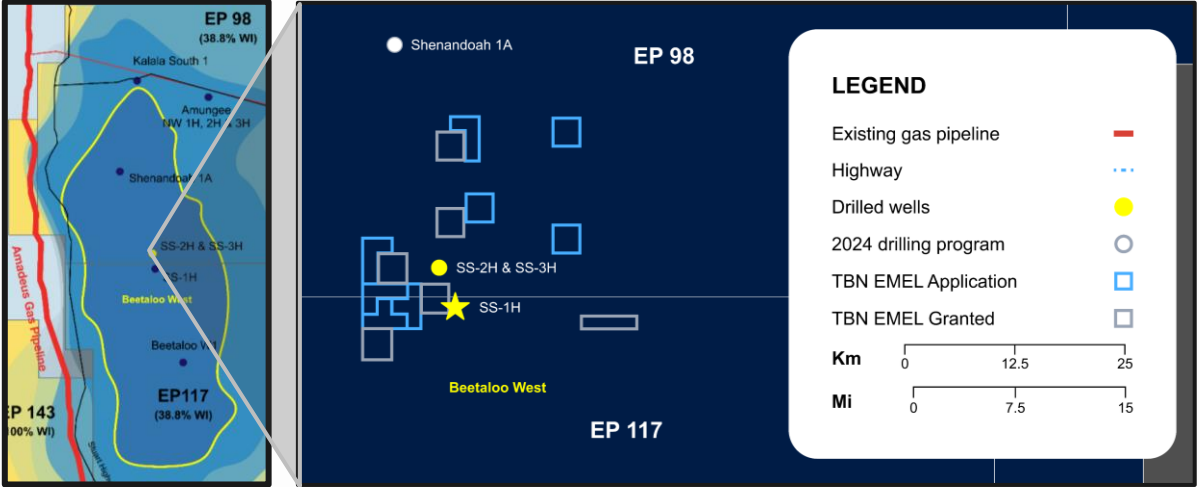 EP 98
(38.8% WI)
Kalala South 1
Amungee
NW 1H, 2H & 3H
Shenandoah 1A
SS-2H & SS-3H
SS-1H
Beetaloo West
Amadeus Gas Pipeline
Beetaloo W1
EP117
(38.8% WI)
EP 143
100% WI)
Stuart High
Shenandoah 1A
EP 98
SS-2H & SS-3H
SS-1H
Beetaloo West
EP 117
LEGEND
Existing gas pipeline
Highway
Drilled wells
2024 drilling program
TBN EMEL Application
TBN EMEL Granted
Km
0 12.5 25
Mi
0 7.5 15